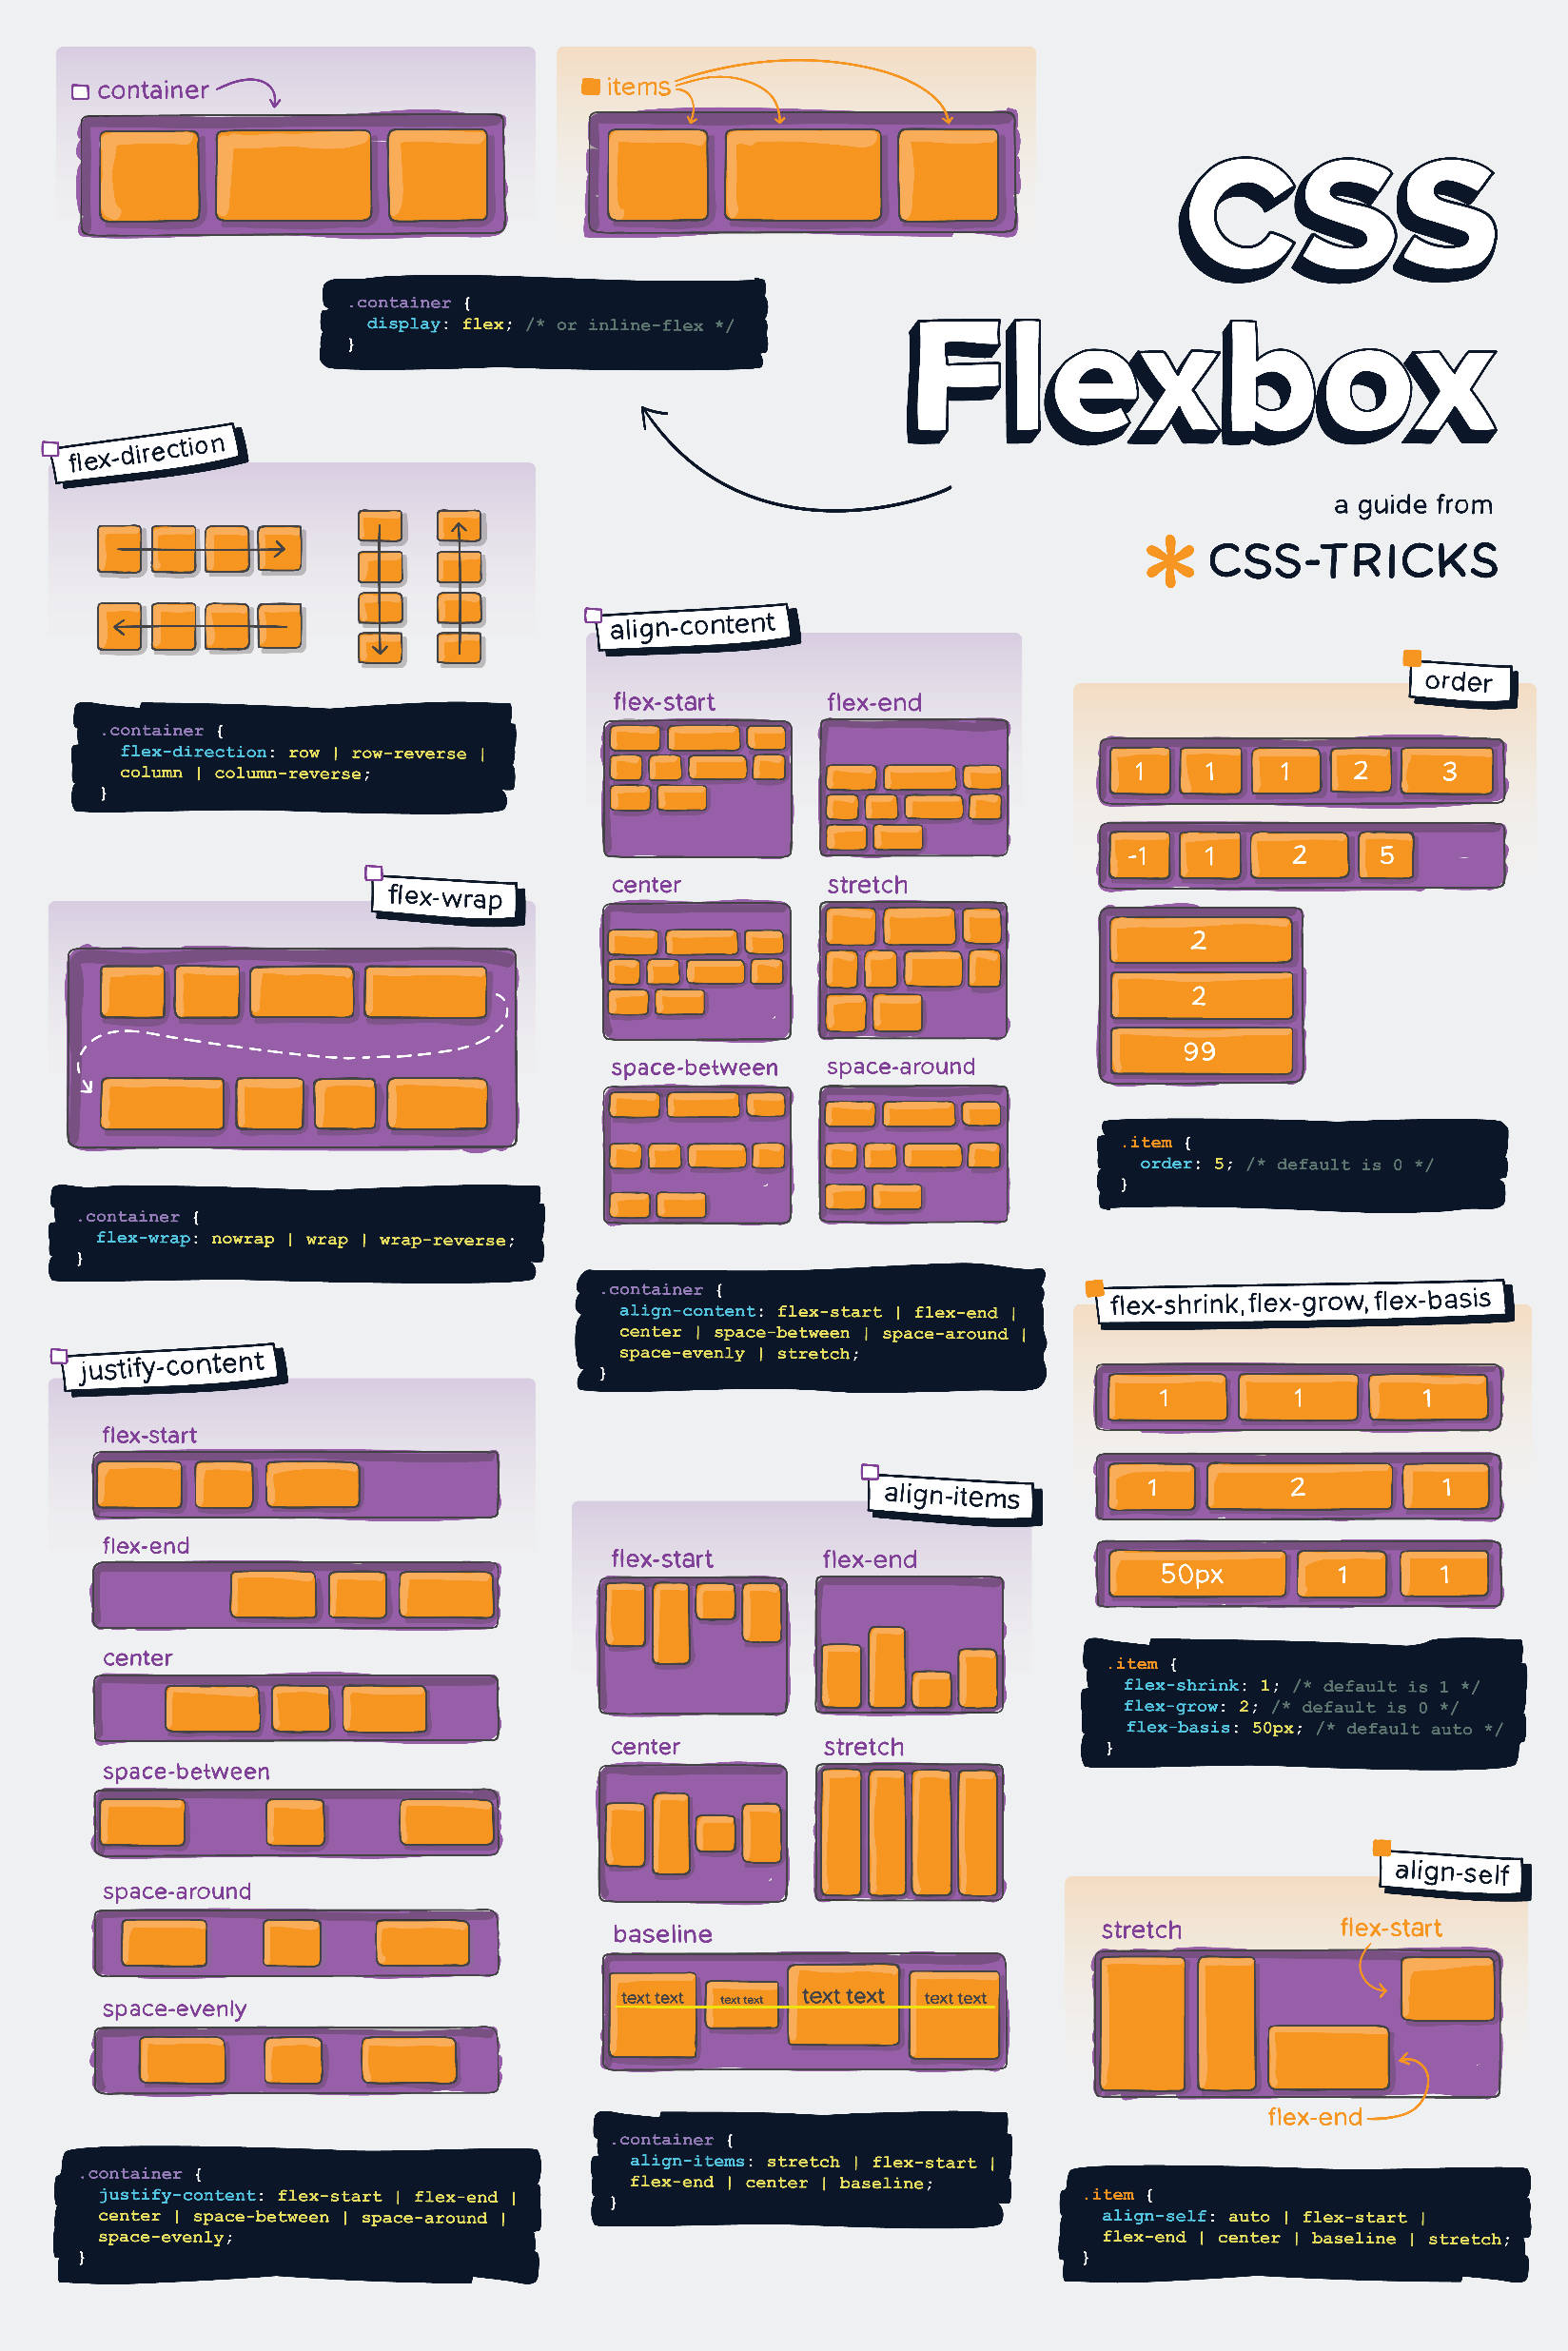 container
items
CSS
Flexbox
a guide from
CSS-TRICKS
.container {
display: flex; /* or inline-flex */
}
flex-direction
.container {
flex-direction: row | row-reverse |
column | column-reverse;
}
flex-wrap
.container {
flex-wrap: nowrap | wrap | wrap-reverse;
}
justify-content
flex-start
flex-end
center
space-between
space-around
space-evenly
.container {
justify-content: flex-start | flex-end |
center | space-between | space-around |
space-evenly;
}
align-content
flex-start
flex-end
center
stretch
space-between
space-around
.container {
align-content: flex-start | flex-end |
center | space-between | space-around |
space-evenly | stretch;
}
align-items
flex-start
flex-end
center
stretch
baseline
text text
text text
text text
text text
.container {
align-items: stretch | flex-start |
flex-end | center | baseline;
}
order
1 1 1 2 3
-1 1 2 5
2
2
99
.item {
order: 5; /* default is 0 */
}
flex-shrink, flex-grow, flex-basis
1 1 1
1 2 1
50px 1 1
.item {
flex-shrink: 1; /* default is 1 */
flex-grow: 2; /* default is 0 */
flex-basis: 50px; /* default auto */
}
align-self
stretch
flex-start
flex-end
.item {
align-self: auto | flex-start |
flex-end | center | baseline | stretch;
}